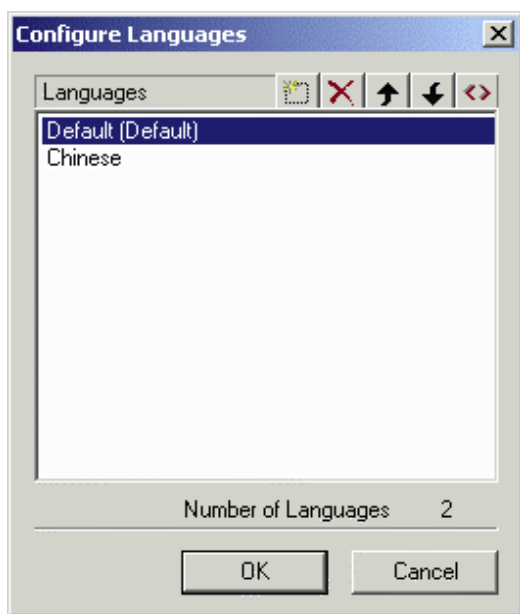 Configure Languages
Languages
Default (Default)
Chinese
Number of Languages 2
OK Cancel